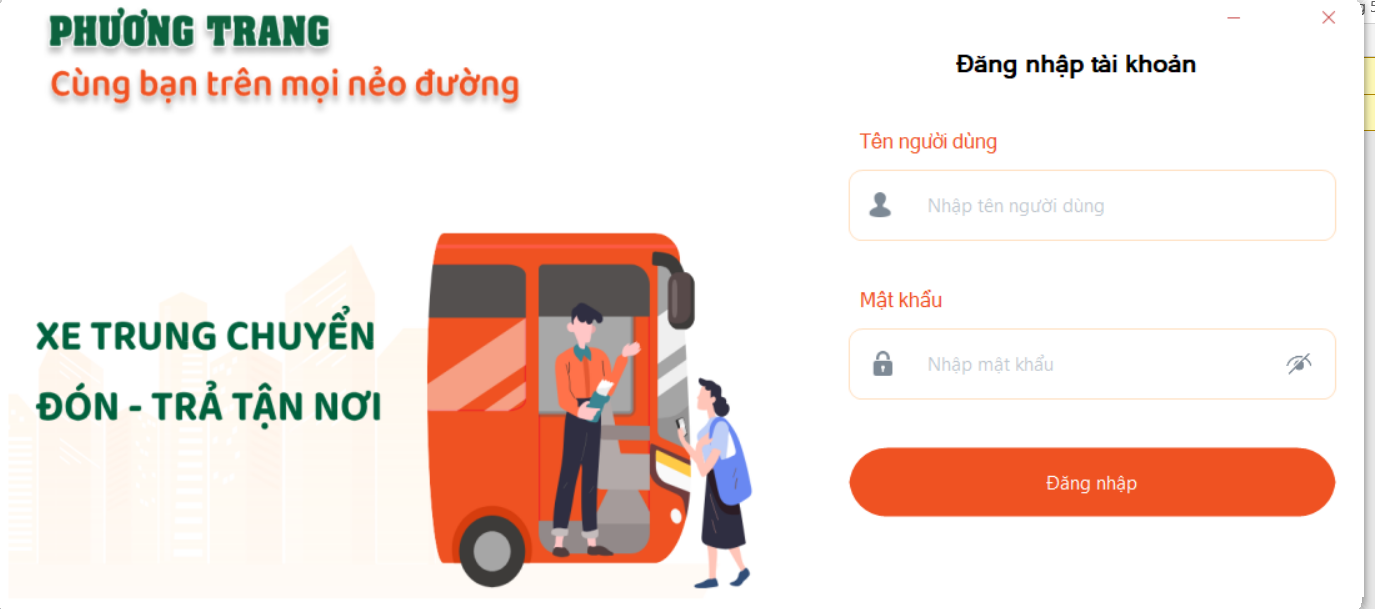 PHƯƠNG TRANG
Cùng bạn trên mọi nẻo đường
XE TRUNG CHUYỂN
ĐÓN - TRẢ TẬN NƠI
Đăng nhập tài khoản
Tên người dùng
Nhập tên người dùng
Mật khẩu
Nhập mật khẩu
Đăng nhập